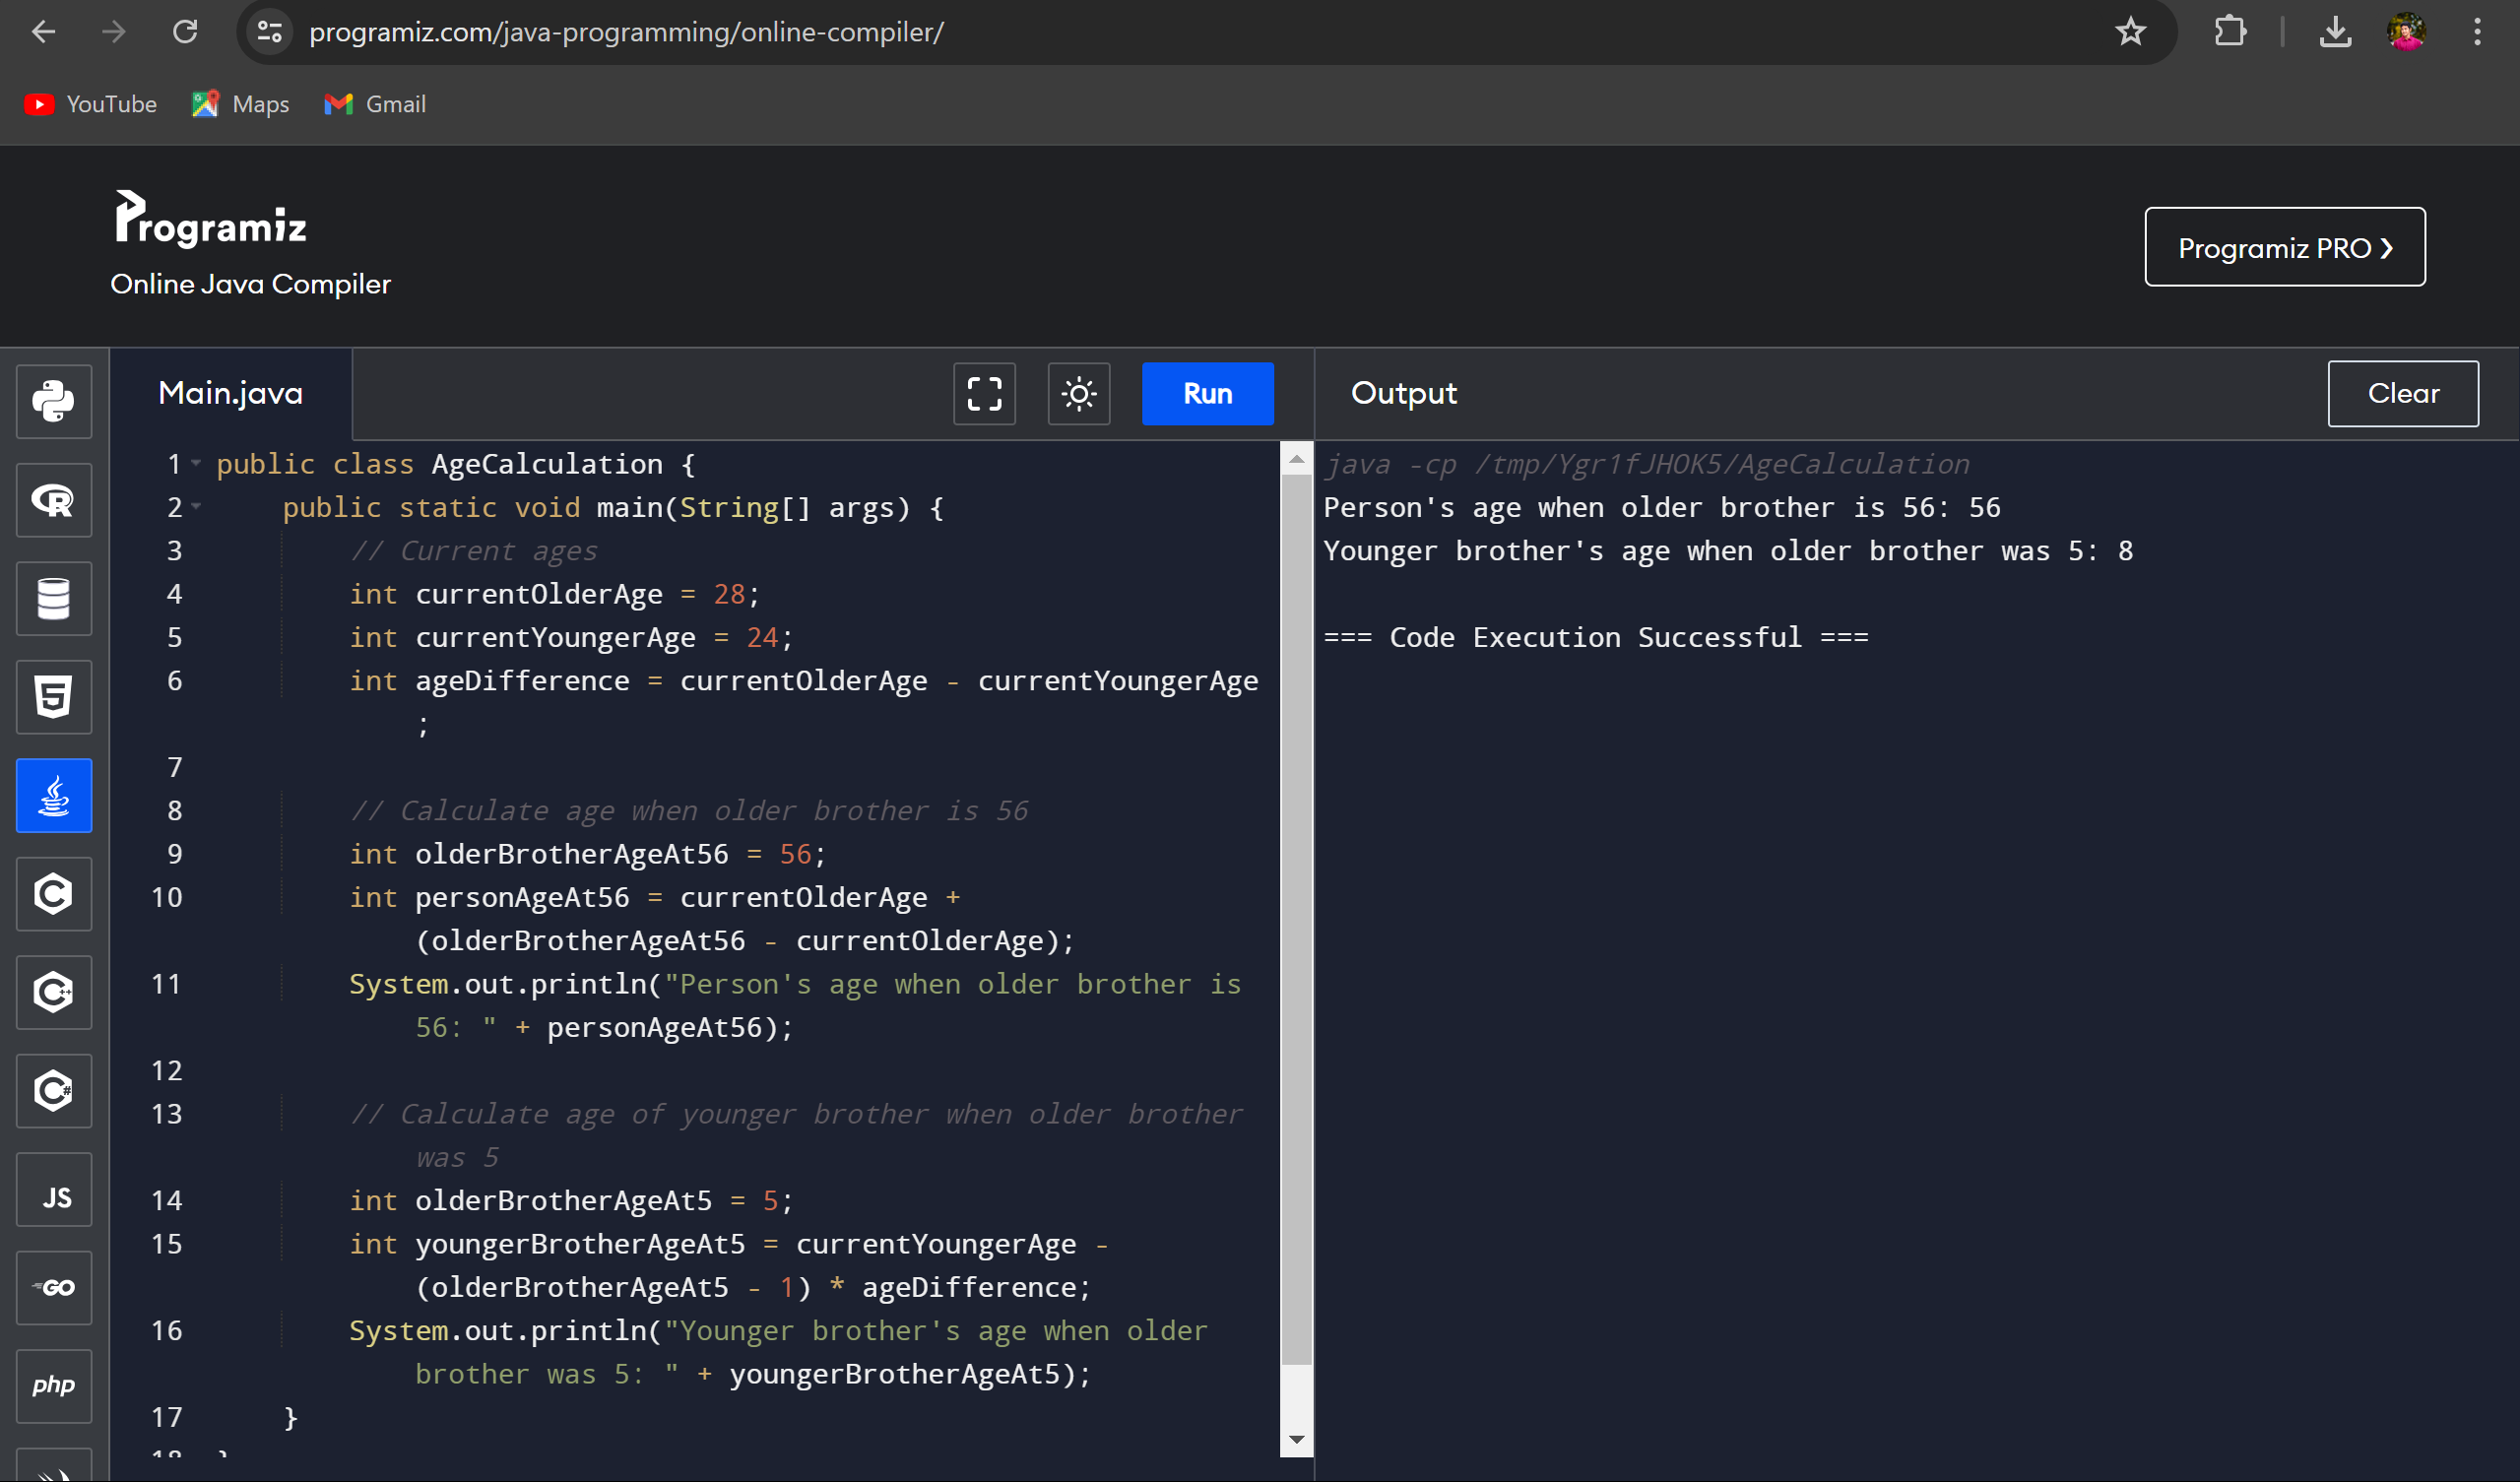 programiz.com/java-programming/online-compiler/
YouTube Maps Gmail
Programiz
Online Java Compiler
Programiz PRO ❯
Main.java
Run
Output
Clear
1 public class AgeCalculation {
2 public static void main(String[] args) {
3 // Current ages
4 int currentOlderAge = 28;
5 int currentYoungerAge = 24;
6 int ageDifference = currentOlderAge - currentYoungerAge
;
7
8 // Calculate age when older brother is 56
9 int olderBrotherAgeAt56 = 56;
10 int personAgeAt56 = currentOlderAge +
(olderBrotherAgeAt56 - currentOlderAge);
11 System.out.println("Person's age when older brother is
56: " + personAgeAt56);
12
13 // Calculate age of younger brother when older brother
was 5
14 int olderBrotherAgeAt5 = 5;
15 int youngerBrotherAgeAt5 = currentYoungerAge -
(olderBrotherAgeAt5 - 1) * ageDifference;
16 System.out.println("Younger brother's age when older
brother was 5: " + youngerBrotherAgeAt5);
17 }
18 }
java -cp /tmp/Ygr1fJHOK5/AgeCalculation
Person's age when older brother is 56: 56
Younger brother's age when older brother was 5: 8
=== Code Execution Successful ===
R
5
C
C++
C#
JS
GO
php